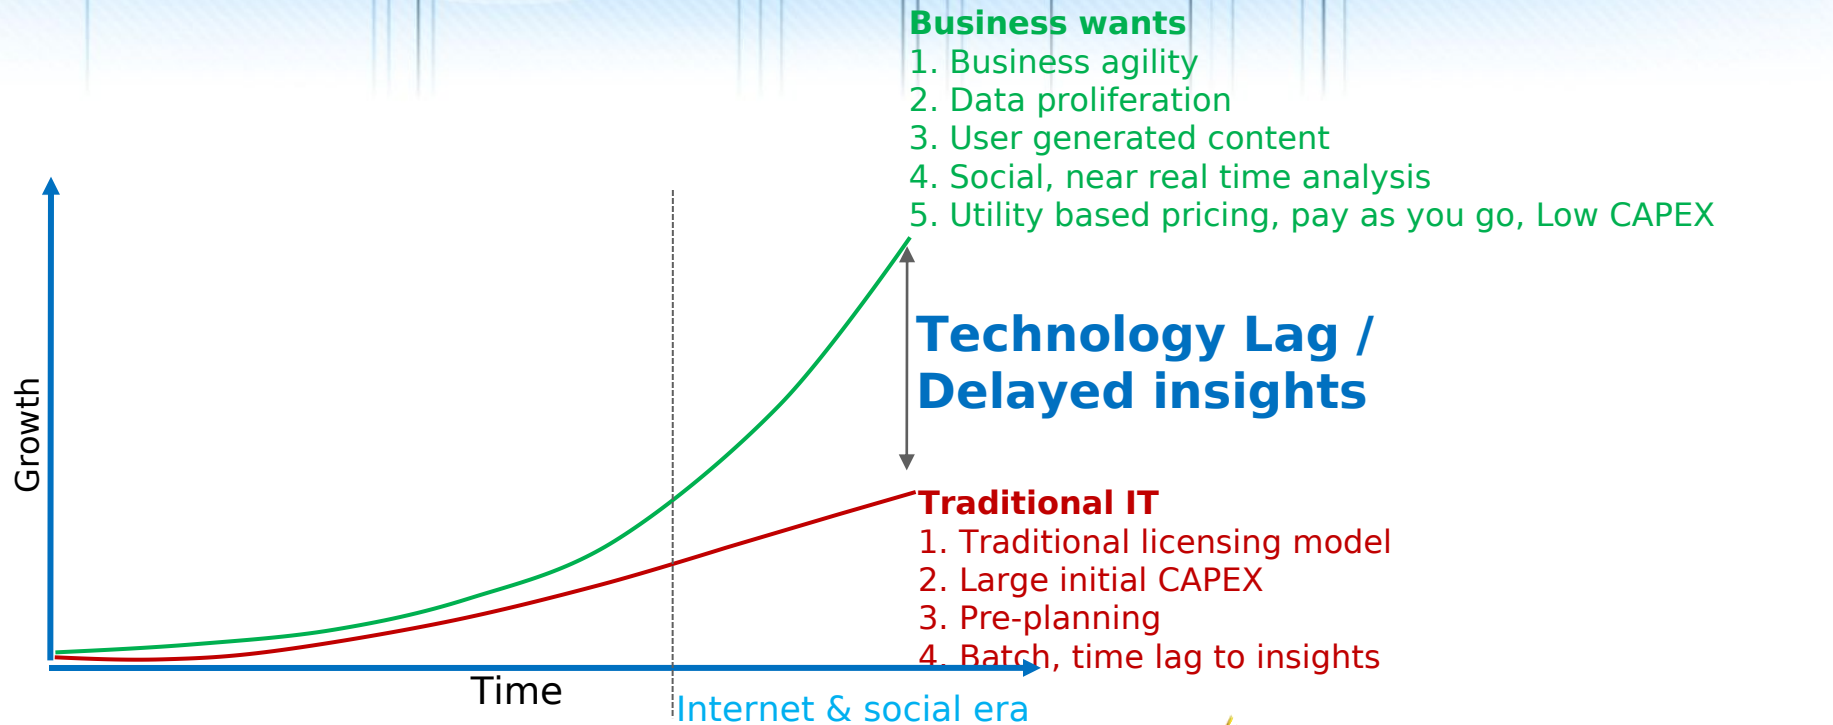 Business wants
1. Business agility
2. Data proliferation
3. User generated content
4. Social, near real time analysis
5. Utility based pricing, pay as you go, Low CAPEX
Technology Lag /
Delayed insights
Growth
Traditional IT
1. Traditional licensing model
2. Large initial CAPEX
3. Pre-planning
4. Batch, time lag to insights
Time
Internet & social era